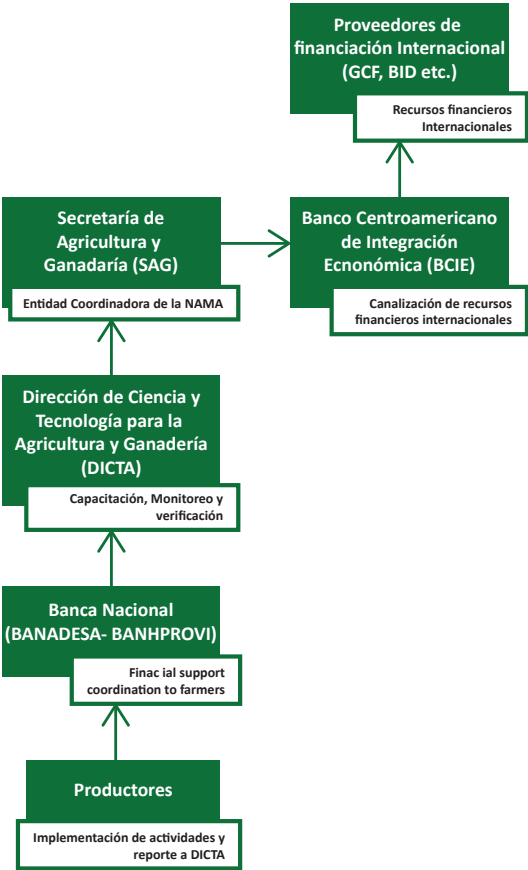 Proveedores de
financiación Internacional
(GCF, BID etc.)
Recursos financieros
Internacionales
Secretaría de
Agricultura y
Ganadaría (SAG)
Entidad Coordinadora de la NAMA
Banco Centroamericano
de Integración
Ecnonómica (BCIE)
Canalización de recursos
financieros internacionales
Dirección de Ciencia y
Tecnología para la
Agricultura y Ganadería
(DICTA)
Capacitación, Monitoreo y
verificación
Banca Nacional
(BANADESA- BANHPROVI)
Finac ial support
coordination to farmers
Productores
Implementación de actividades y
reporte a DICTA